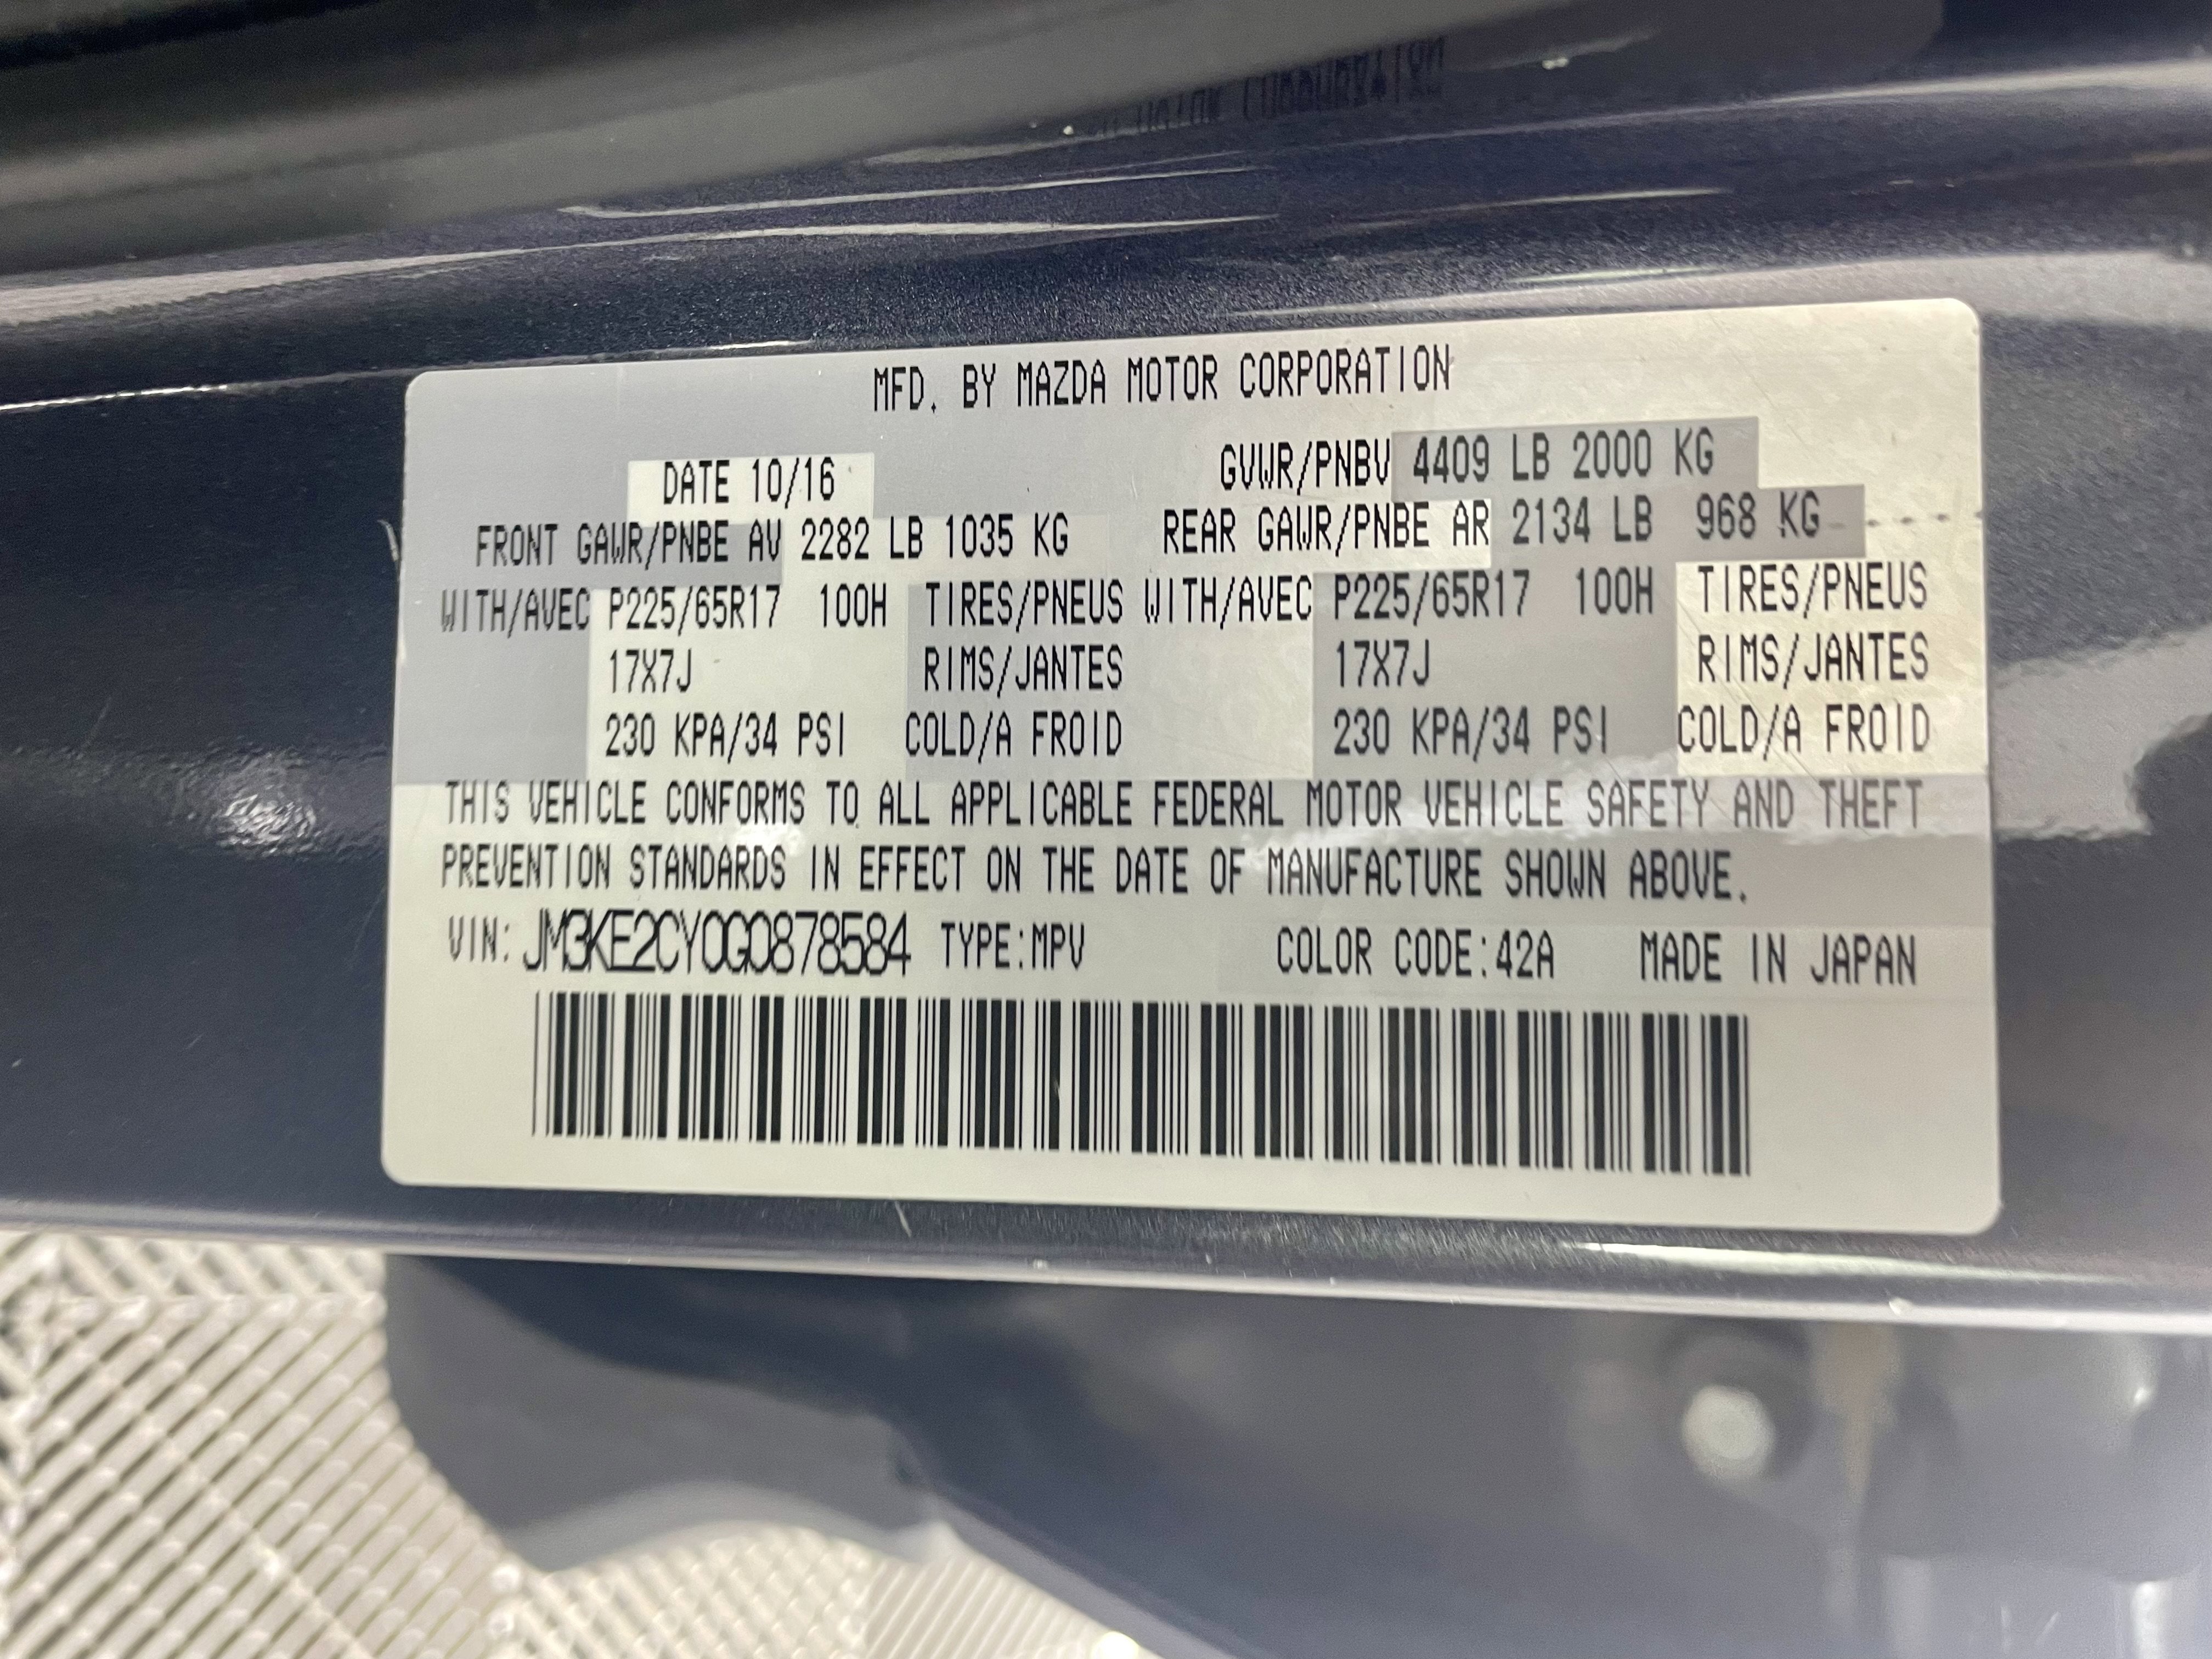 MFD. BY MAZDA MOTOR CORPORATION
DATE 10/16 GVWR/PNBV 4409 LB 2000 KG
FRONT GAWR/PNBE AV 2282 LB 1035 KG REAR GAWR/PNBE AR 2134 LB 968 KG
WITH/AVEC P225/65R17 100H TIRES/PNEUS WITH/AVEC P225/65R17 100H TIRES/PNEUS
17X7J RIMS/JANTES 17X7J RIMS/JANTES
230 KPA/34 PSI COLD/A FROID 230 KPA/34 PSI COLD/A FROID
THIS VEHICLE CONFORMS TO ALL APPLICABLE FEDERAL MOTOR VEHICLE SAFETY AND THEFT
PREVENTION STANDARDS IN EFFECT ON THE DATE OF MANUFACTURE SHOWN ABOVE.
VIN: JM3KE2CY0G0878584 TYPE:MPV COLOR CODE:42A MADE IN JAPAN